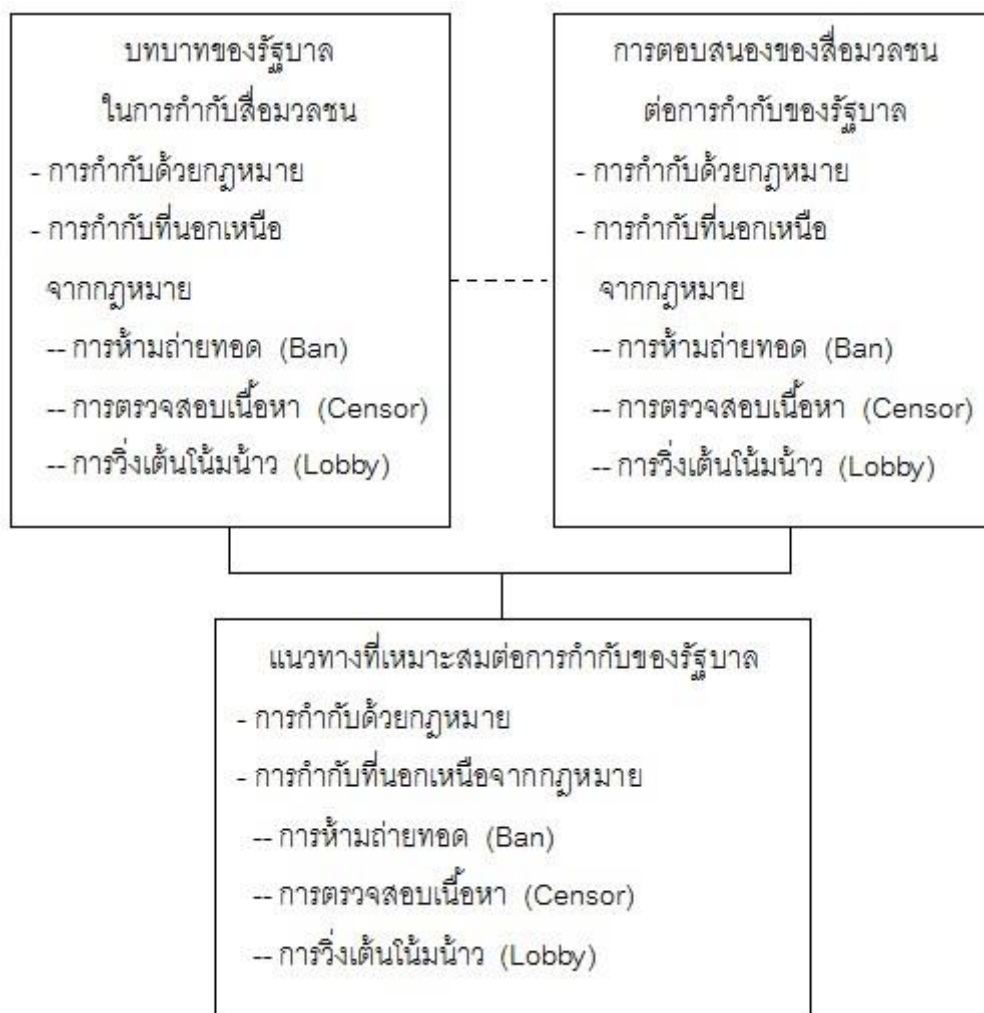 บทบาทของรัฐบาล
ในการกำกับสื่อมวลชน
- การกำกับด้วยกฎหมาย
- การกำกับที่นอกเหนือ
จากกฎหมาย
-- การห้ามถ่ายทอด (Ban)
-- การตรวจสอบเนื้อหา (Censor)
-- การวิ่งเต้นโน้มน้าว (Lobby)
การตอบสนองของสื่อมวลชน
ต่อการกำกับของรัฐบาล
- การกำกับด้วยกฎหมาย
- การกำกับที่นอกเหนือ
จากกฎหมาย
-- การห้ามถ่ายทอด (Ban)
-- การตรวจสอบเนื้อหา (Censor)
-- การวิ่งเต้นโน้มน้าว (Lobby)
แนวทางที่เหมาะสมต่อการกำกับของรัฐบาล
- การกำกับด้วยกฎหมาย
- การกำกับที่นอกเหนือจากกฎหมาย
-- การห้ามถ่ายทอด (Ban)
-- การตรวจสอบเนื้อหา (Censor)
-- การวิ่งเต้นโน้มน้าว (Lobby)